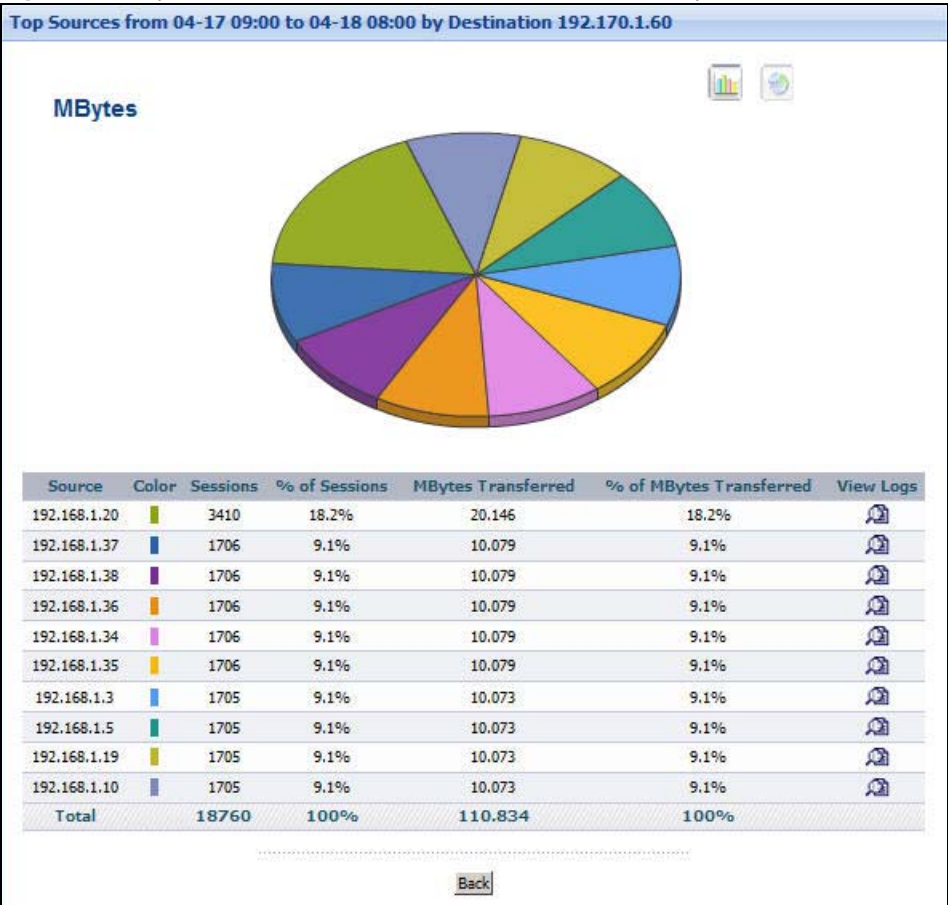 Top Sources from 04-17 09:00 to 04-18 08:00 by Destination 192.170.1.60
MBytes
Source Color Sessions % of Sessions MBytes Transferred % of MBytes Transferred View Logs
192.168.1.20 3410 18.2% 20.146 18.2%
192.168.1.37 1706 9.1% 10.079 9.1%
192.168.1.38 1706 9.1% 10.079 9.1%
192.168.1.36 1706 9.1% 10.079 9.1%
192.168.1.34 1706 9.1% 10.079 9.1%
192.168.1.35 1706 9.1% 10.079 9.1%
192.168.1.3 1705 9.1% 10.073 9.1%
192.168.1.5 1705 9.1% 10.073 9.1%
192.168.1.19 1705 9.1% 10.073 9.1%
192.168.1.10 1705 9.1% 10.073 9.1%
Total 18760 100% 110.834 100%
Back